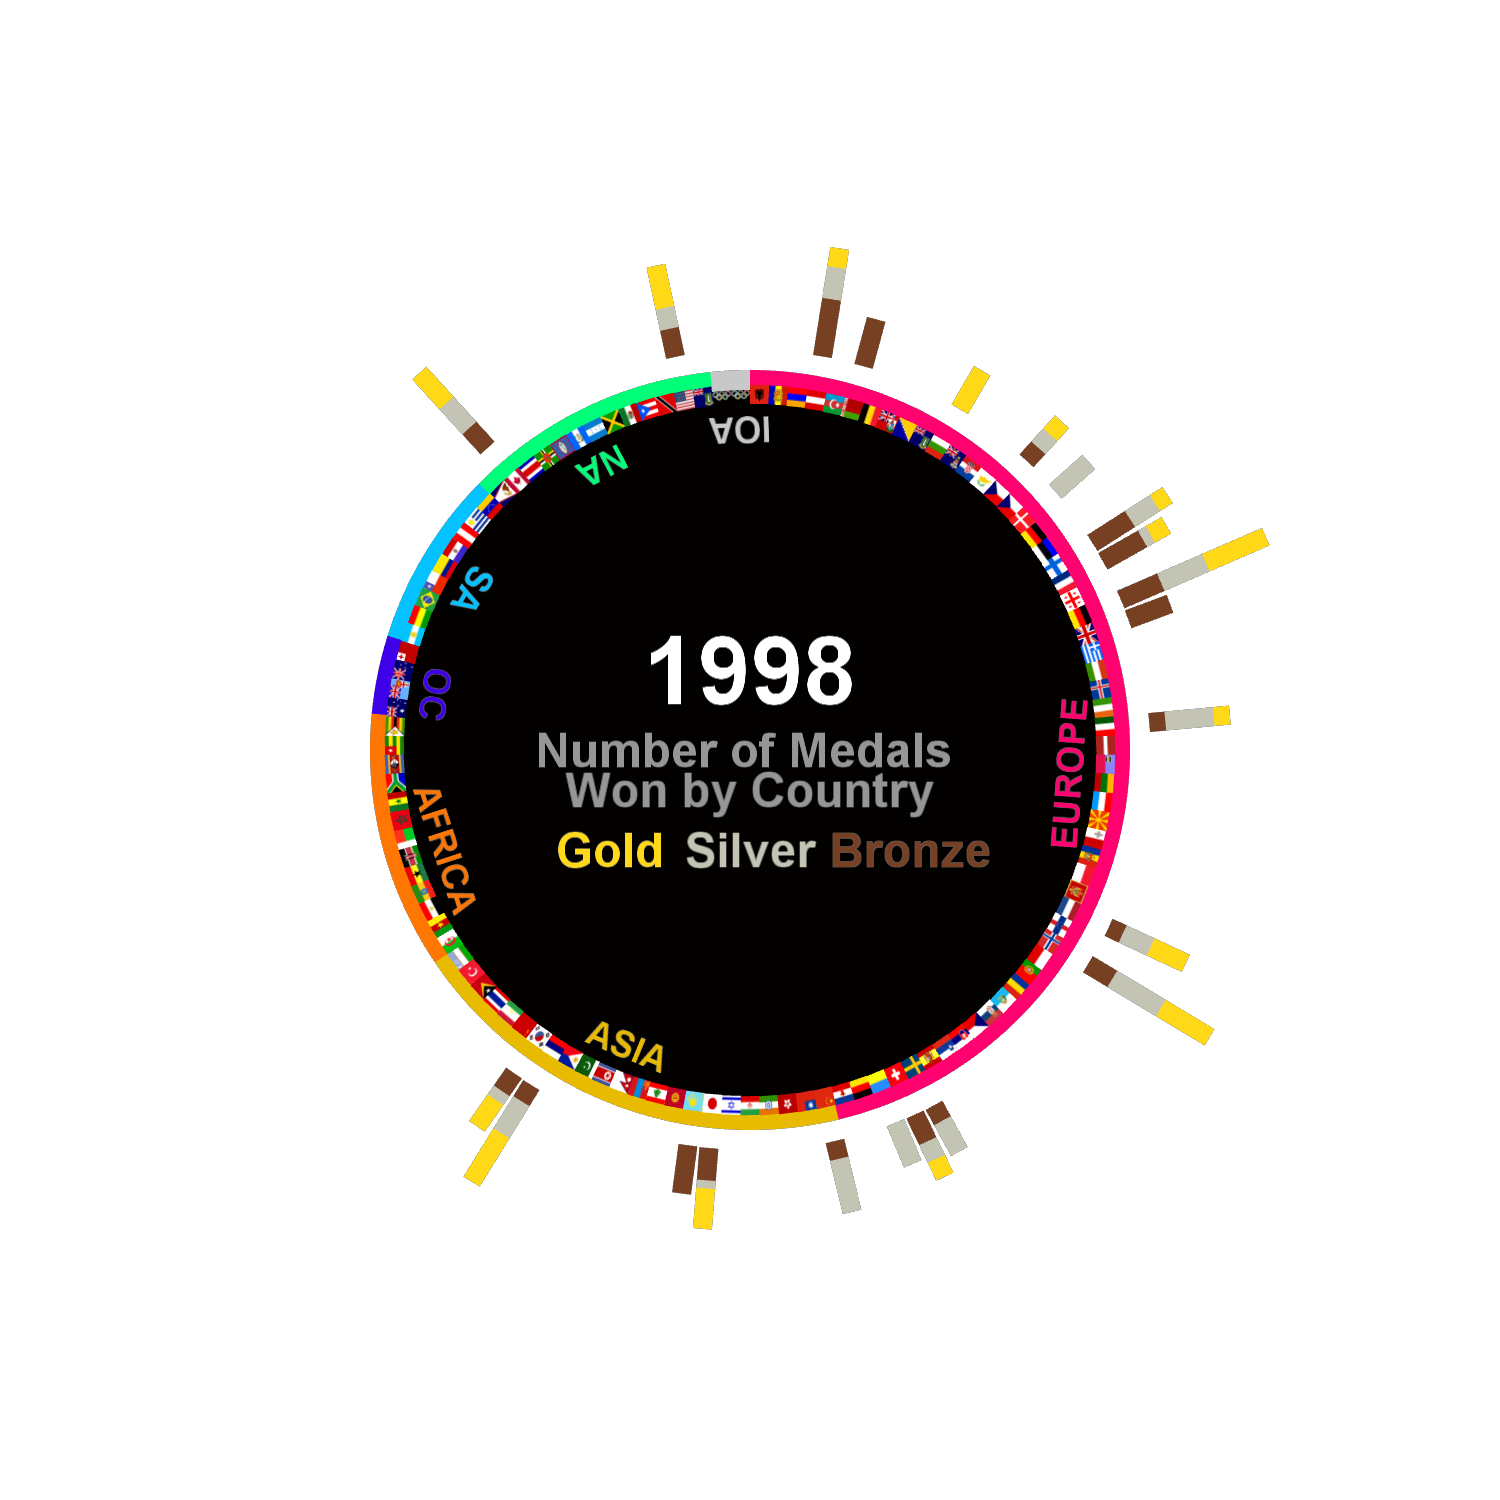 IOA
NA
SA
OC
1998
EUROPE
Number of Medals
Won by Country
AFRICA
Gold Silver Bronze
ASIA